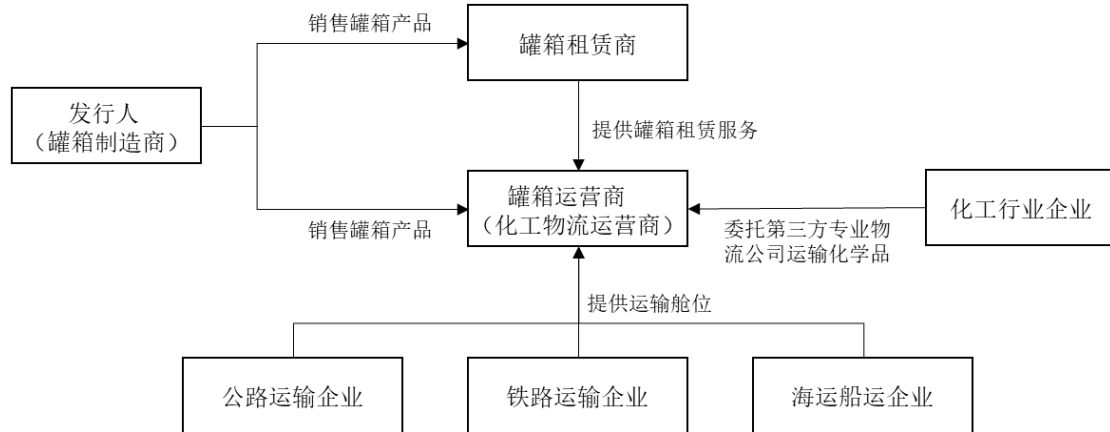 销售罐箱产品
罐箱租赁商
发行人
（罐箱制造商）
提供罐箱租赁服务
罐箱运营商
（化工物流运营商）
化工行业企业
销售罐箱产品
委托第三方专业物
流公司运输化学品
提供运输舱位
公路运输企业
铁路运输企业
海运船运企业